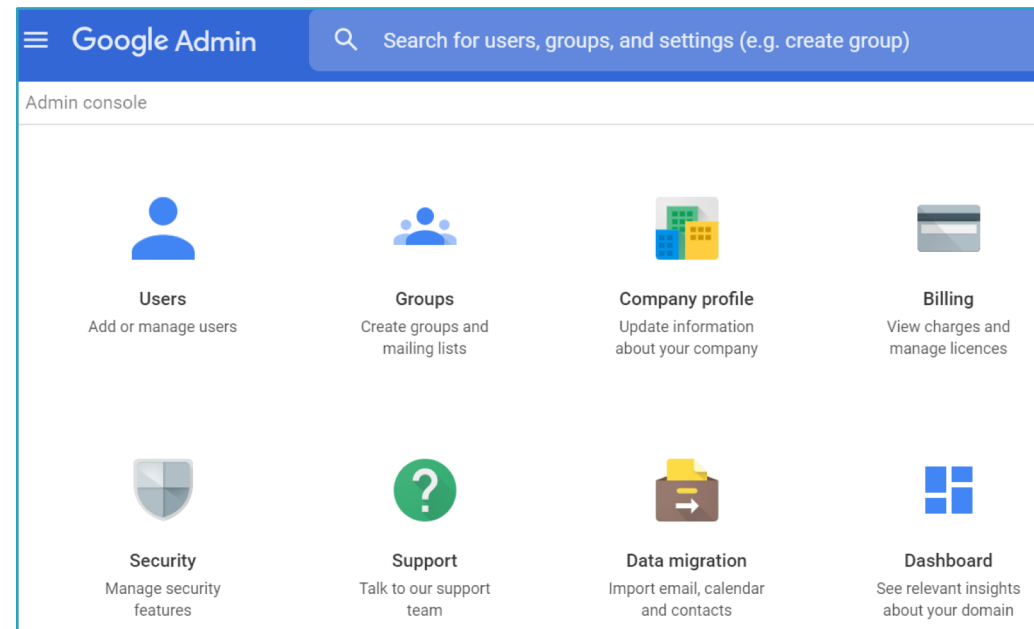 Google Admin
Search for users, groups, and settings (e.g. create group)
Admin console
Users
Add or manage users
Groups
Create groups and
mailing lists
Company profile
Update information
about your company
Billing
View charges and
manage licences
Security
Manage security
features
Support
Talk to our support
team
Data migration
Import email, calendar
and contacts
Dashboard
See relevant insights
about your domain